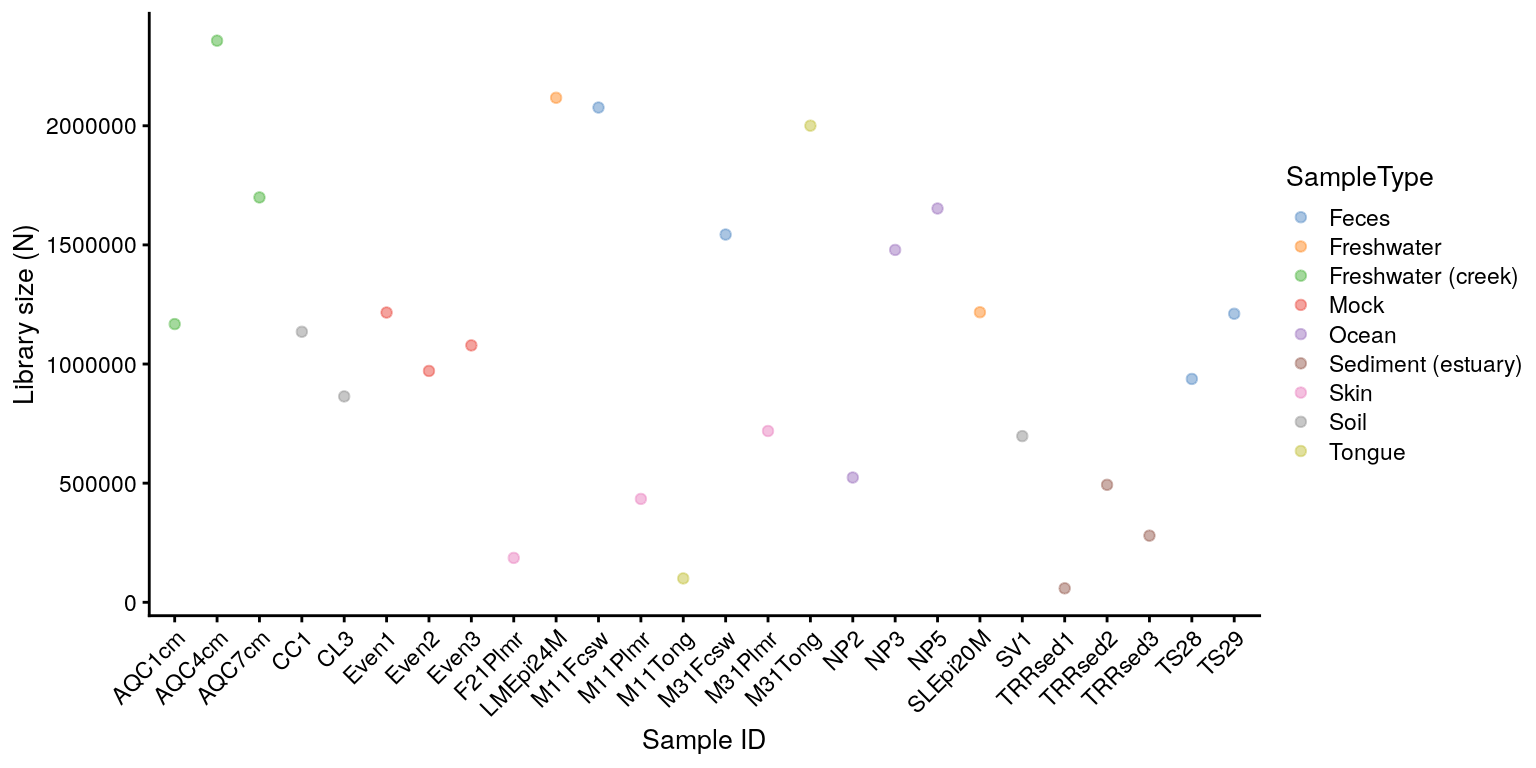 Library size (N)
2000000
1500000
1000000
500000
0
AQC1cm
AQC4cm
AQC7cm
CC1
CL3
Even1
Even2
Even3
F21Plmr
LMEpi24M
M11Fcsw
M11Plmr
M11Tong
M31Fcsw
M31Plmr
M31Tong
NP2
NP3
NP5
SLEpi20M
SV1
TRRsed1
TRRsed2
TRRsed3
TS28
TS29
Sample ID
SampleType
Feces
Freshwater
Freshwater (creek)
Mock
Ocean
Sediment (estuary)
Skin
Soil
Tongue